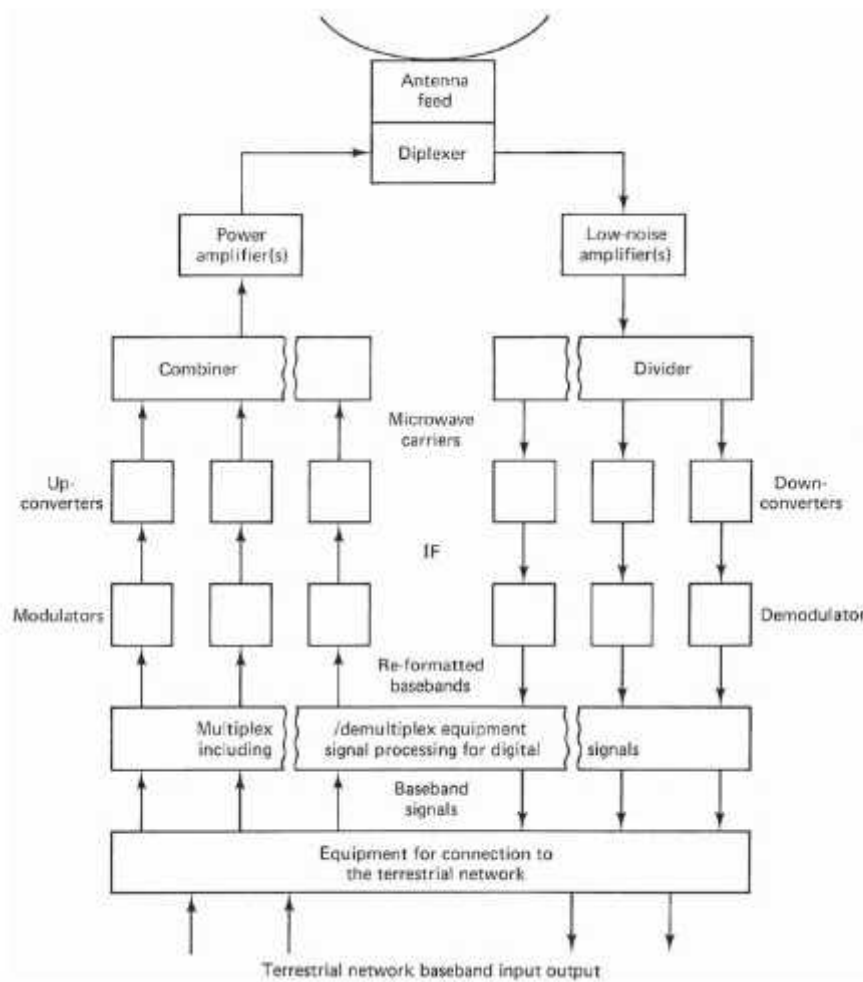 Antenna
feed
Diplexer
Power
amplifier(s)
Low-noise
amplifier(s)
Combiner
Divider
Microwave
carriers
Up-
converters
Down-
converters
IF
Modulators
Demodulator
Re-formatted
basebands
Multiplex /demultiplex equipment
including signal processing for digital signals
Baseband
signals
Equipment for connection to
the terrestrial network
Terrestrial network baseband input output